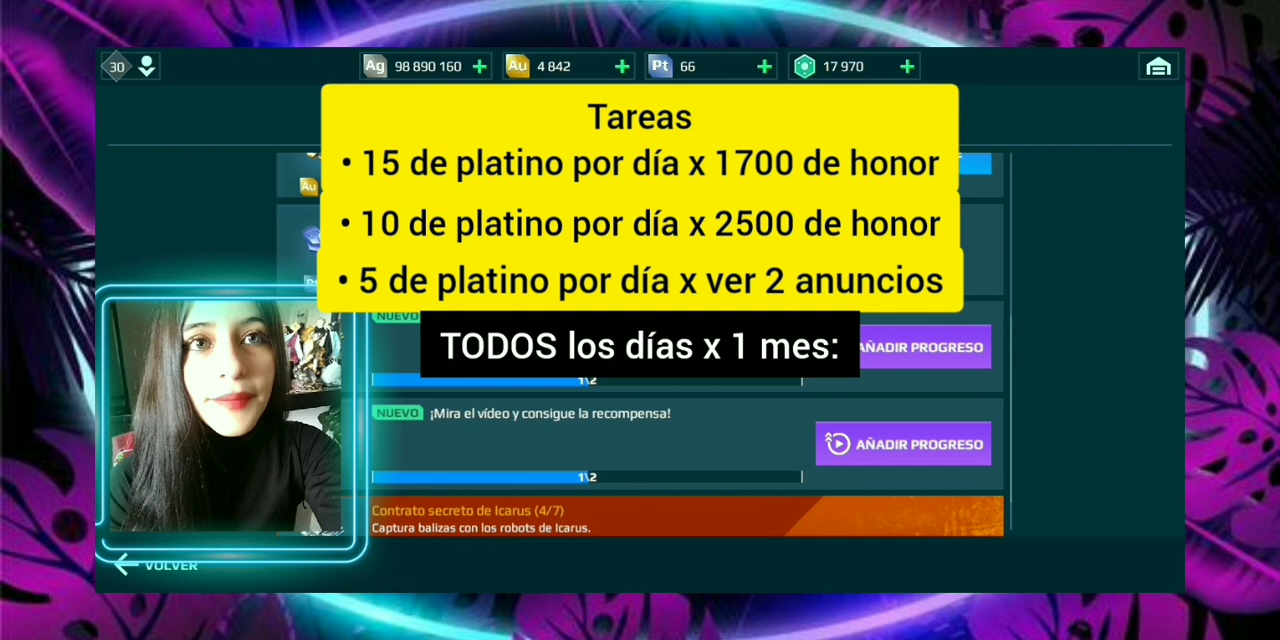 30
Ag 98 890 160 +
Au 4 842 +
Pt 66 +
17 970 +
Tareas
• 15 de platino por día x 1700 de honor
Au
• 10 de platino por día x 2500 de honor
• 5 de platino por día x ver 2 anuncios
NUEVO
TODOS los días x 1 mes:
AÑADIR PROGRESO
1\2
NUEVO ¡Mira el vídeo y consigue la recompensa!
AÑADIR PROGRESO
1\2
Contrato secreto de Icarus (4/7)
Captura balizas con los robots de Icarus.
VOLVER